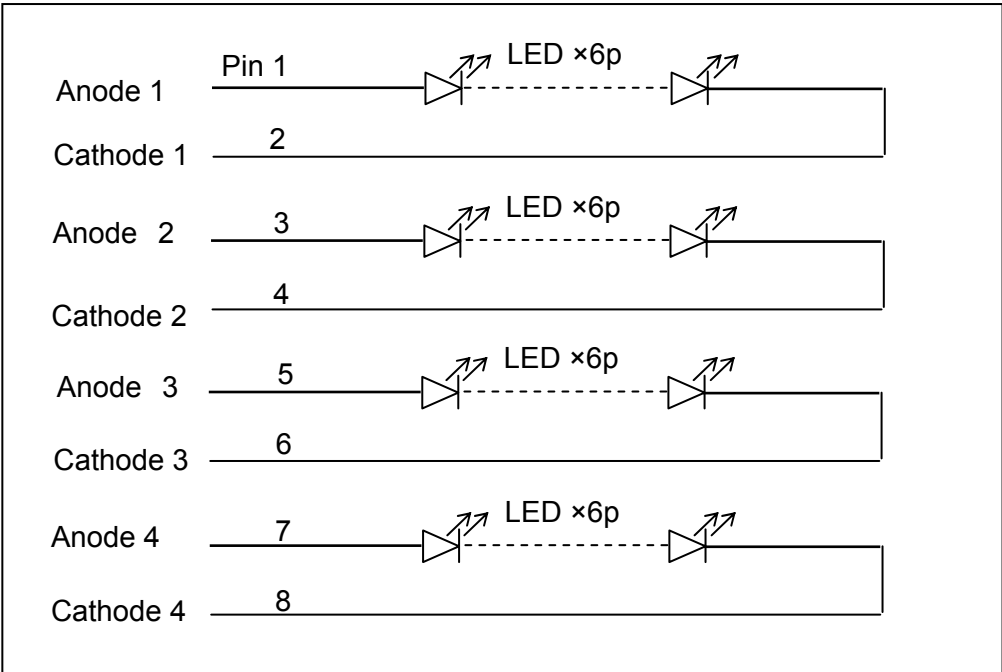 Pin 1
LED ×6p
Anode 1
2
Cathode 1
LED ×6p
3
Anode 2
4
Cathode 2
LED ×6p
5
Anode 3
6
Cathode 3
LED ×6p
7
Anode 4
8
Cathode 4